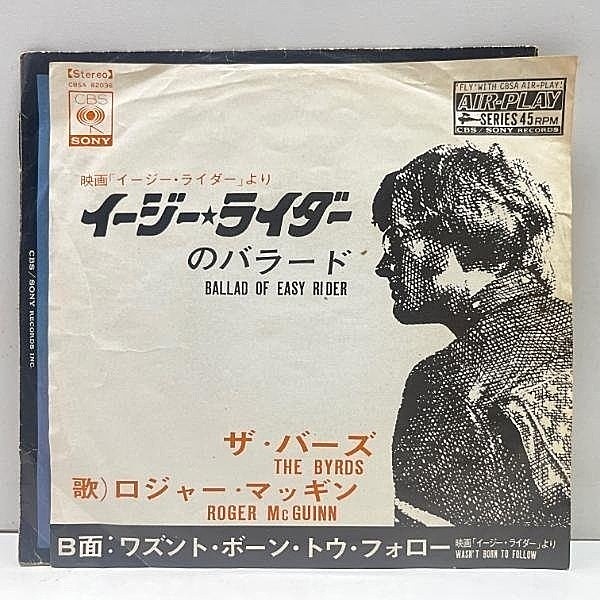 【Stereo】
CBSA 82036
CBS
SONY
"FLY" WITH CBSA AIR-PLAY!
AIR-PLAY
SERIES 45 RPM
CBS/SONY RECORDS
映画「イージー・ライダー」より
イージー★ライダー
のバラード
BALLAD OF EASY RIDER
ザ・バーズ
THE BYRDS
歌)ロジャー・マッギン
ROGER McGUINN
B面:ワズント・ボーン・トウ・フォロー 映画「イージー・ライダー」より
WASN'T BORN TO FOLLOW
CBS/SONY RECORDS INC.